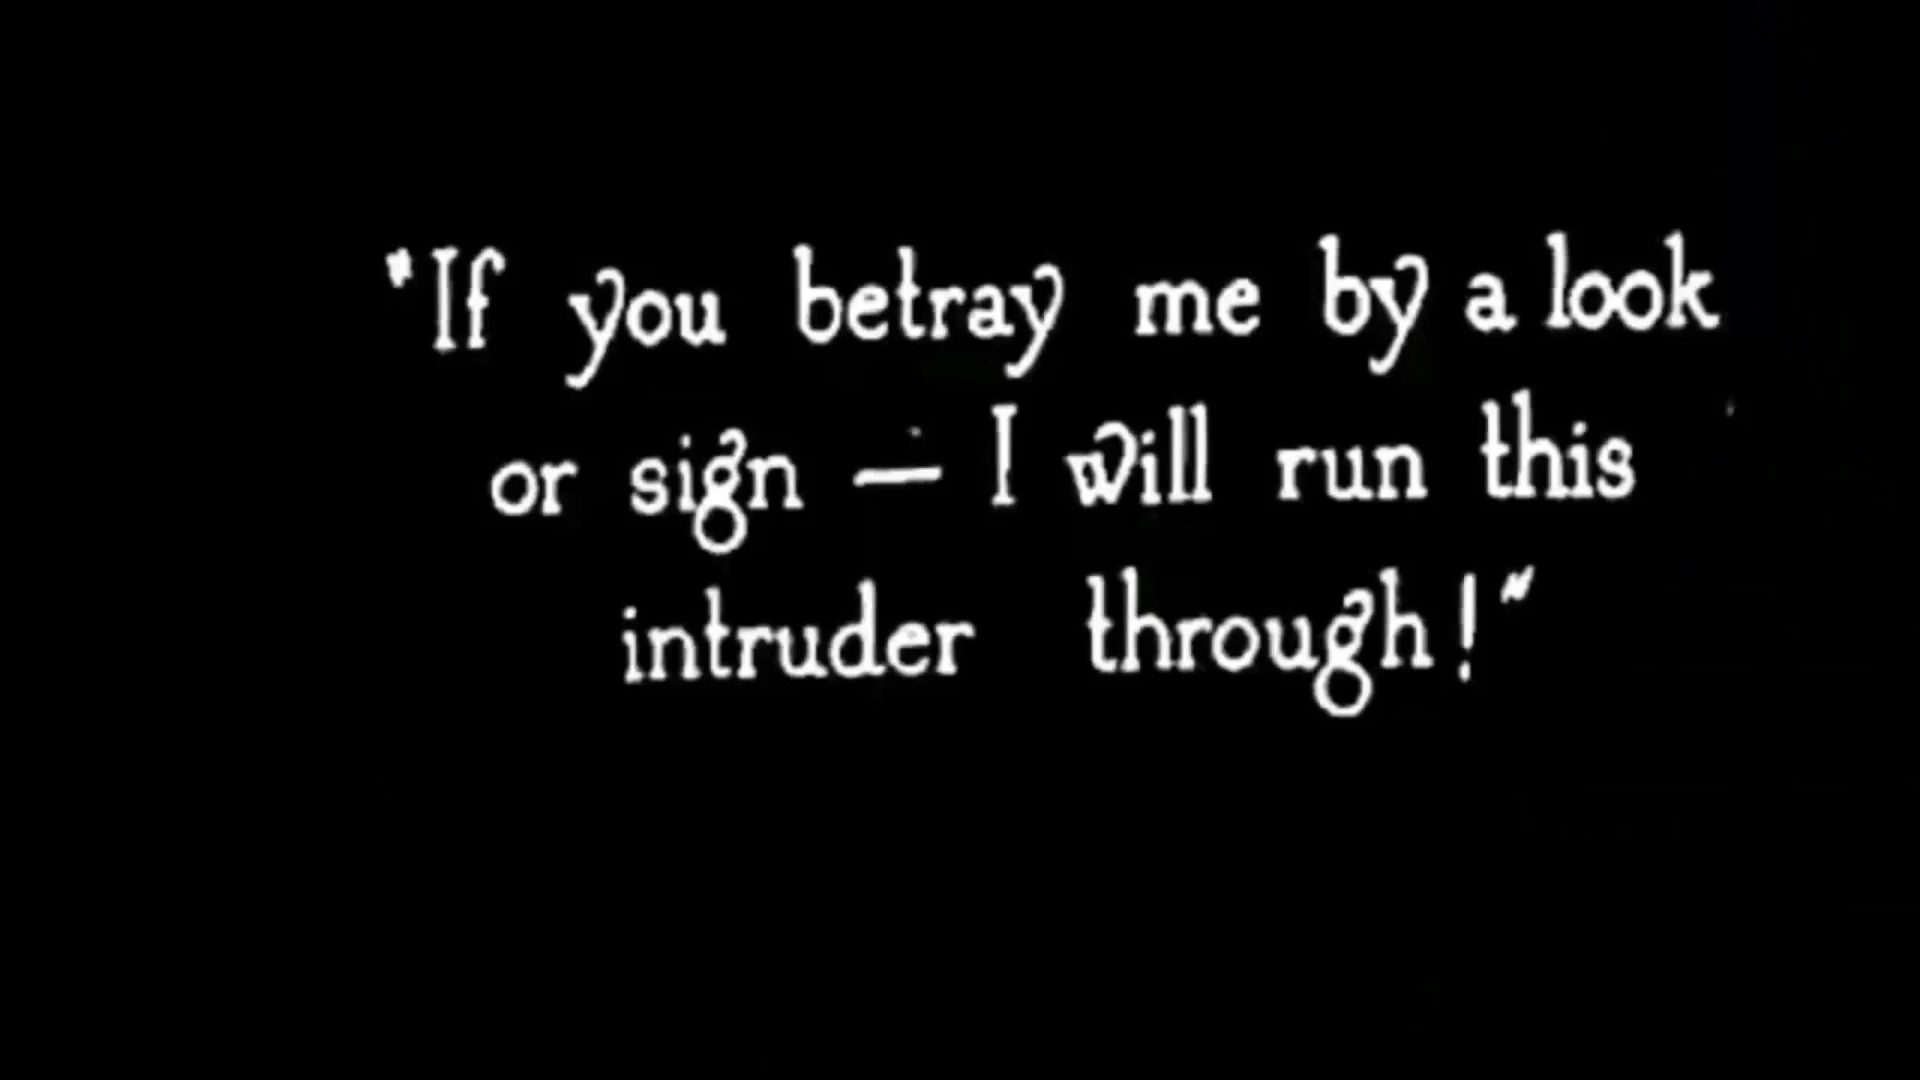 "If you betray me by a look
or sign — I will run this
intruder through!"